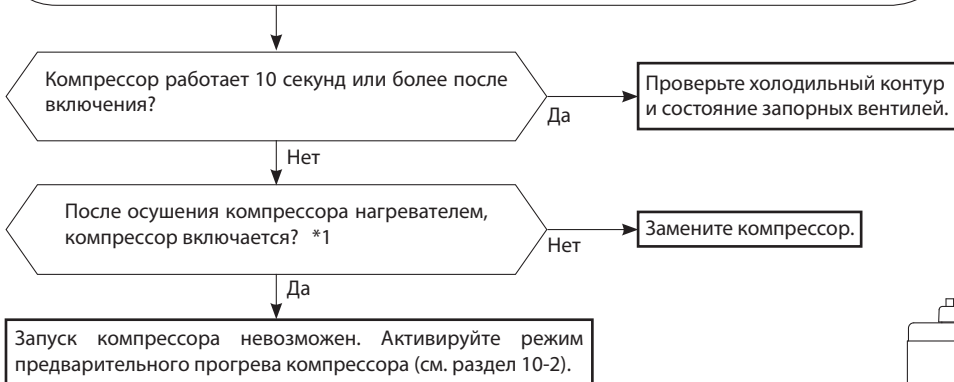 Компрессор работает 10 секунд или более после
включения?
Проверьте холодильный контур
и состояние запорных вентилей.
Да
Нет
После осушения компрессора нагревателем,
компрессор включается? *1
Замените компрессор.
Нет
Да
Запуск компрессора невозможен. Активируйте режим
предварительного прогрева компрессора (см. раздел 10-2).